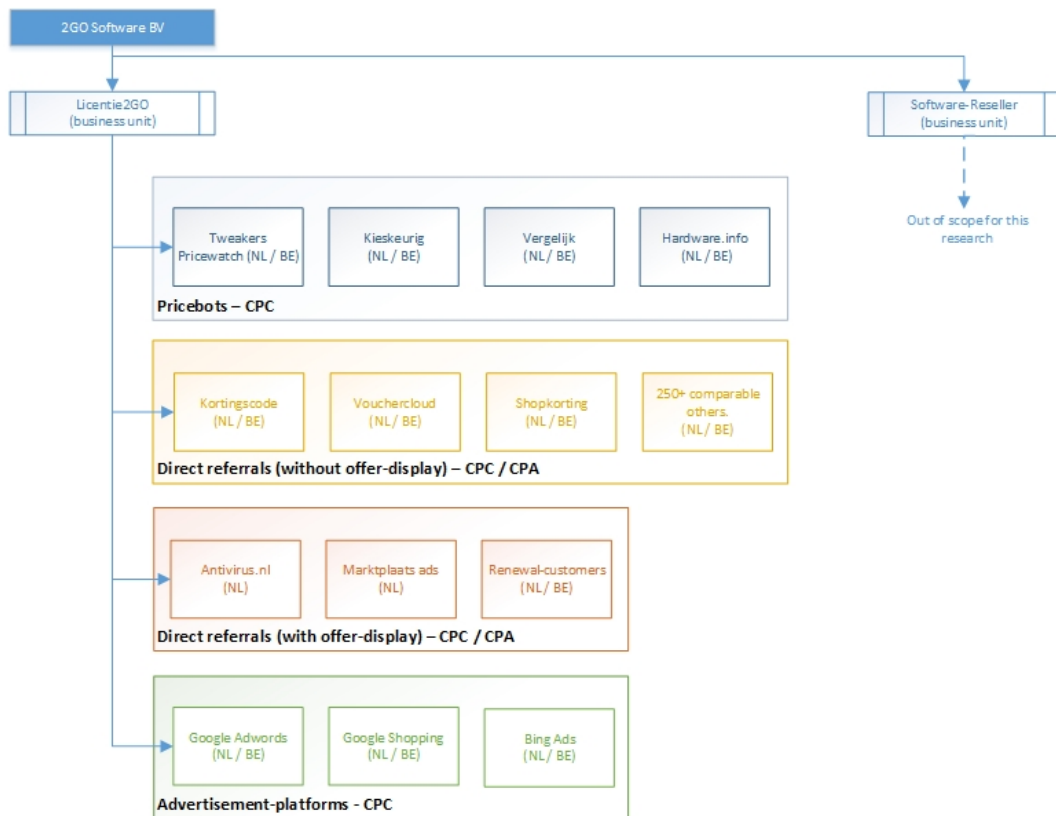 2GO Software BV
Licentie2GO
(business unit)
Software-Reseller
(business unit)
Out of scope for this
research
Tweakers
Pricewatch (NL / BE)
Kieskeurig
(NL / BE)
Vergelijk
(NL / BE)
Hardware.info
(NL / BE)
Pricebots – CPC
Kortingscode
(NL / BE)
Vouchercloud
(NL / BE)
Shopkorting
(NL / BE)
250+ comparable
others.
(NL / BE)
Direct referrals (without offer-display) – CPC / CPA
Antivirus.nl
(NL)
Marktplaats ads
(NL)
Renewal-customers
(NL / BE)
Direct referrals (with offer-display) – CPC / CPA
Google Adwords
(NL / BE)
Google Shopping
(NL / BE)
Bing Ads
(NL / BE)
Advertisement-platforms - CPC